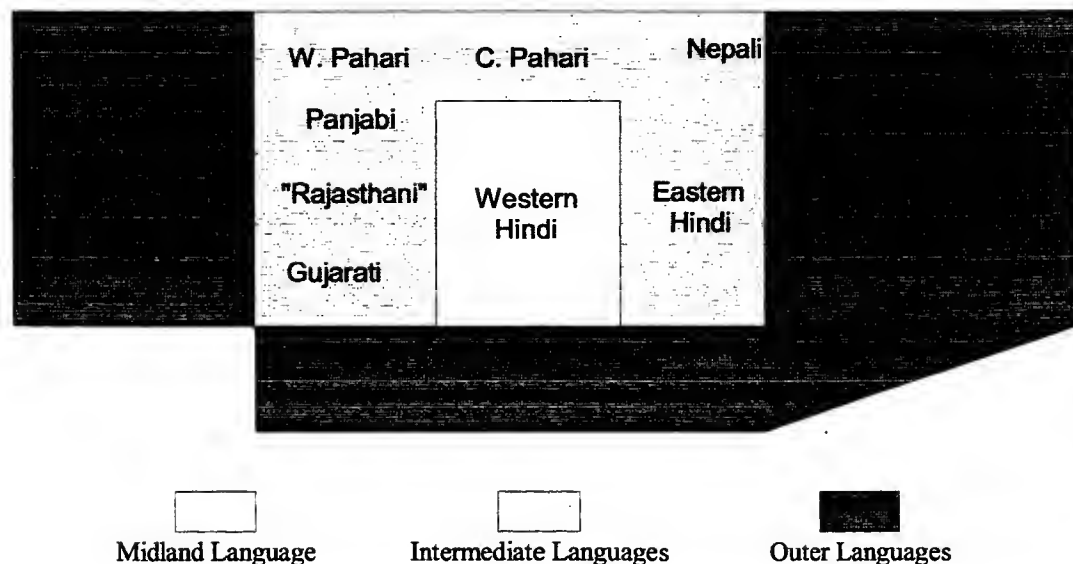 W. Pahari C. Pahari Nepali
Panjabi
"Rajasthani" Western Hindi Eastern Hindi
Gujarati
Midland Language Intermediate Languages Outer Languages